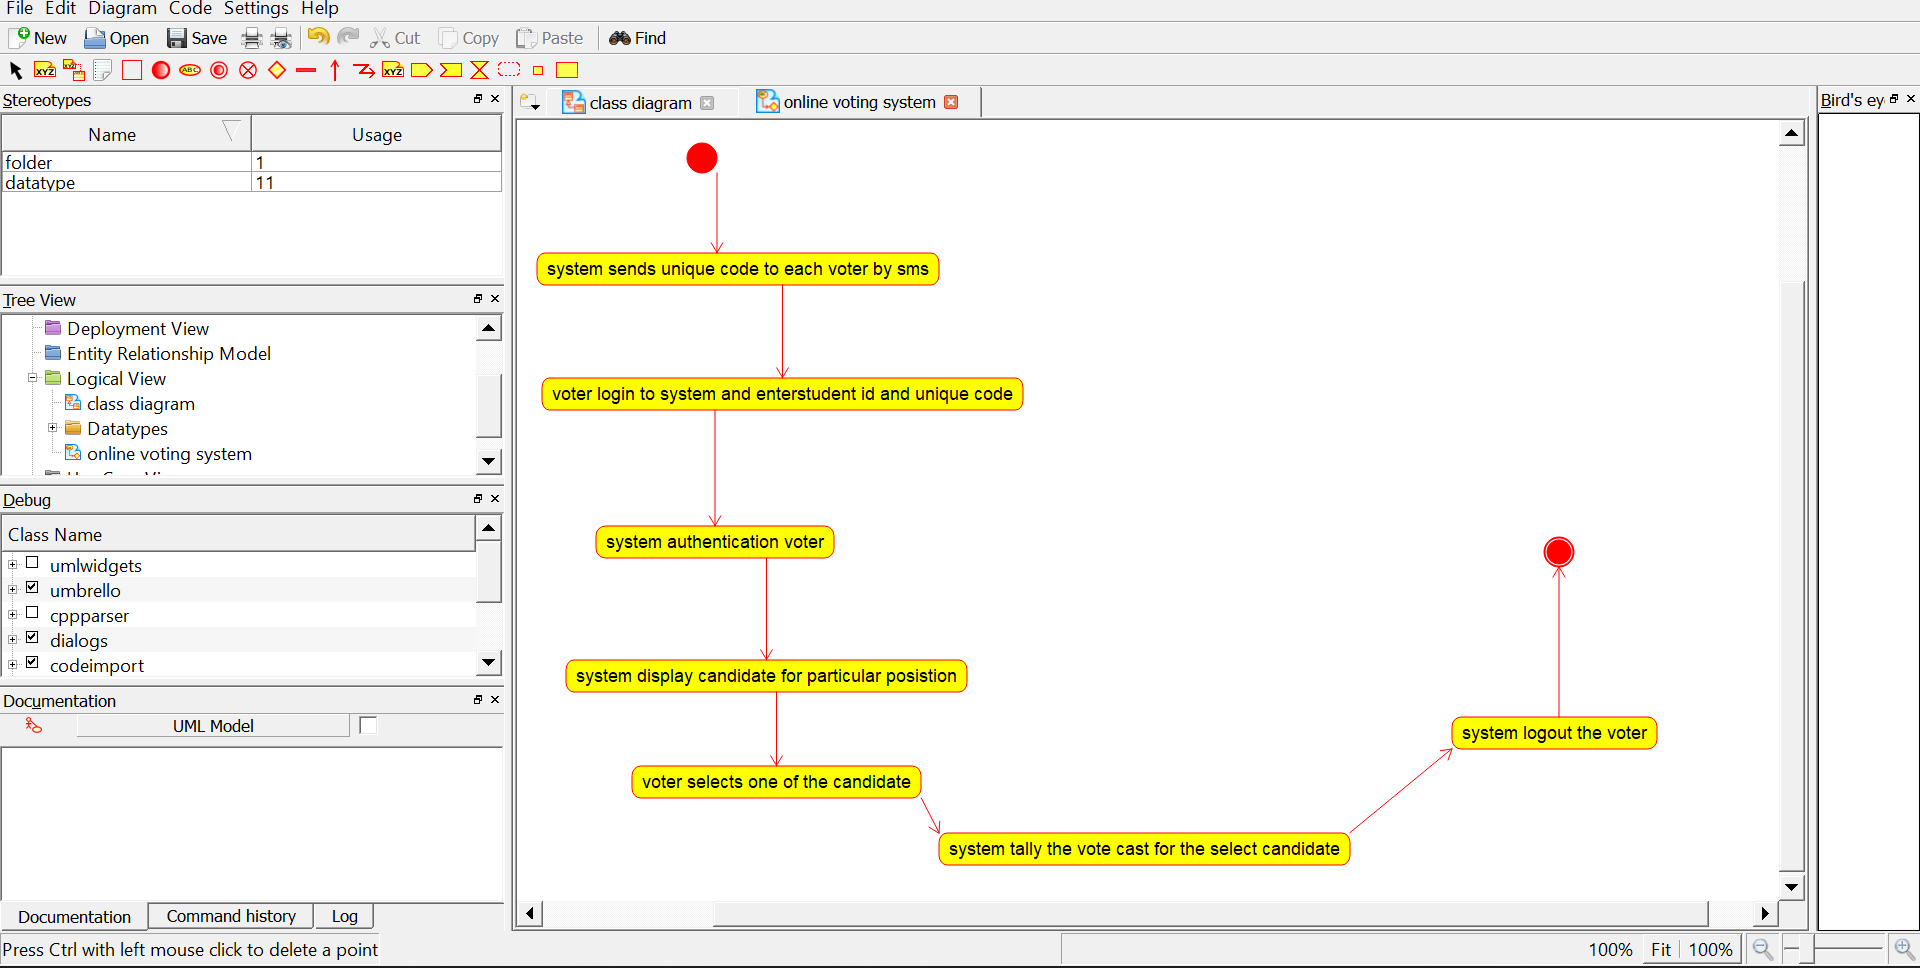 File Edit Diagram Code Settings Help
New Open Save Cut Copy Paste Find
XYZ XYZ ABC XYZ
Stereotypes
Name Usage
folder 1
datatype 11
Tree View
Deployment View
Entity Relationship Model
Logical View
class diagram
Datatypes
online voting system
Debug
Class Name
umlwidgets
umbrello
cppparser
dialogs
codeimport
Documentation
UML Model
Documentation Command history Log
Press Ctrl with left mouse click to delete a point
class diagram online voting system
system sends unique code to each voter by sms
voter login to system and enterstudent id and unique code
system authentication voter
system display candidate for particular posistion
voter selects one of the candidate
system tally the vote cast for the select candidate
system logout the voter
Bird's ey
100% Fit 100%